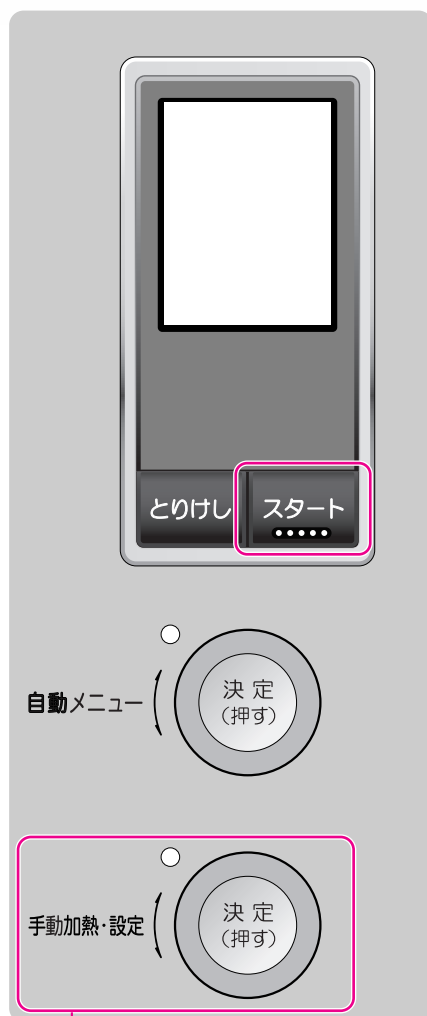 とりけし
スタート
自動メニュー
決定
(押す)
手動加熱・設定
決定
(押す)